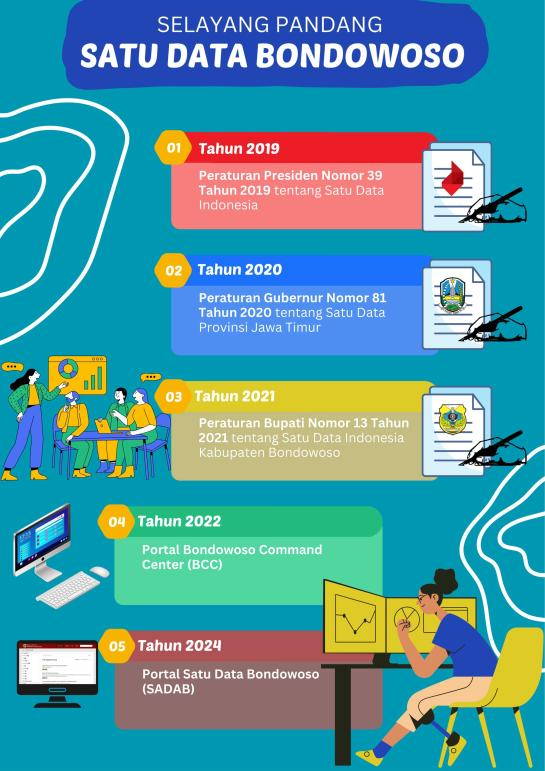 SELAYANG PANDANG
SATU DATA BONDOWOSO
01
Tahun 2019
Peraturan Presiden Nomor 39
Tahun 2019 tentang Satu Data
Indonesia
02
Tahun 2020
Peraturan Gubernur Nomor 81
Tahun 2020 tentang Satu Data
Provinsi Jawa Timur
03
Tahun 2021
Peraturan Bupati Nomor 13 Tahun
2021 tentang Satu Data Indonesia
Kabupaten Bondowoso
04
Tahun 2022
Portal Bondowoso Command
Center (BCC)
05
Tahun 2024
Portal Satu Data Bondowoso
(SADAB)